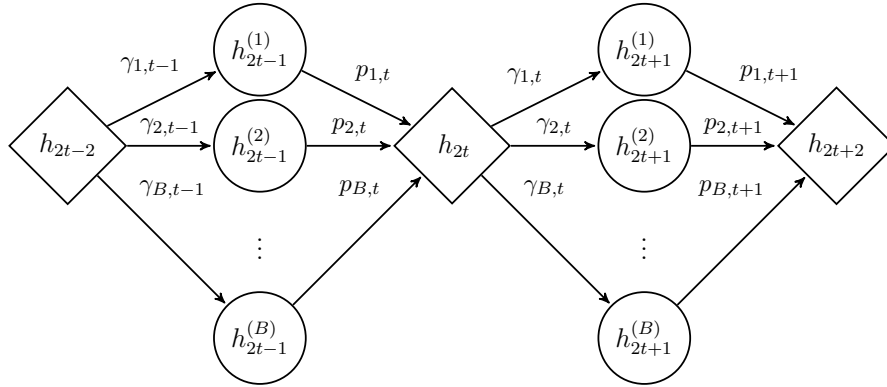 h_{2t-1}^{(1)} h_{2t+1}^{(1)}
γ_{1,t-1} p_{1,t} γ_{1,t} p_{1,t+1}
γ_{2,t-1} p_{2,t} γ_{2,t} p_{2,t+1}
h_{2t-2} h_{2t-1}^{(2)} h_{2t} h_{2t+1}^{(2)} h_{2t+2}
γ_{B,t-1} p_{B,t} γ_{B,t} p_{B,t+1}
⋮ ⋮
h_{2t-1}^{(B)} h_{2t+1}^{(B)}